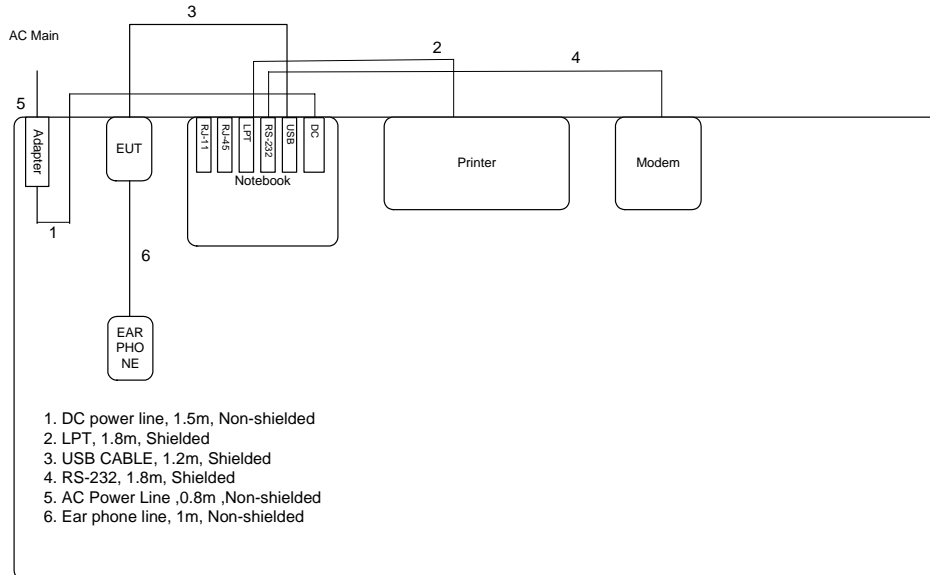 3
AC Main
2
4
5
Adapter
EUT
RJ-11
RJ-45
LPT
RS-232
USB
DC
Notebook
Printer
Modem
1
6
EAR
PHO
NE
1. DC power line, 1.5m, Non-shielded
2. LPT, 1.8m, Shielded
3. USB CABLE, 1.2m, Shielded
4. RS-232, 1.8m, Shielded
5. AC Power Line ,0.8m ,Non-shielded
6. Ear phone line, 1m, Non-shielded